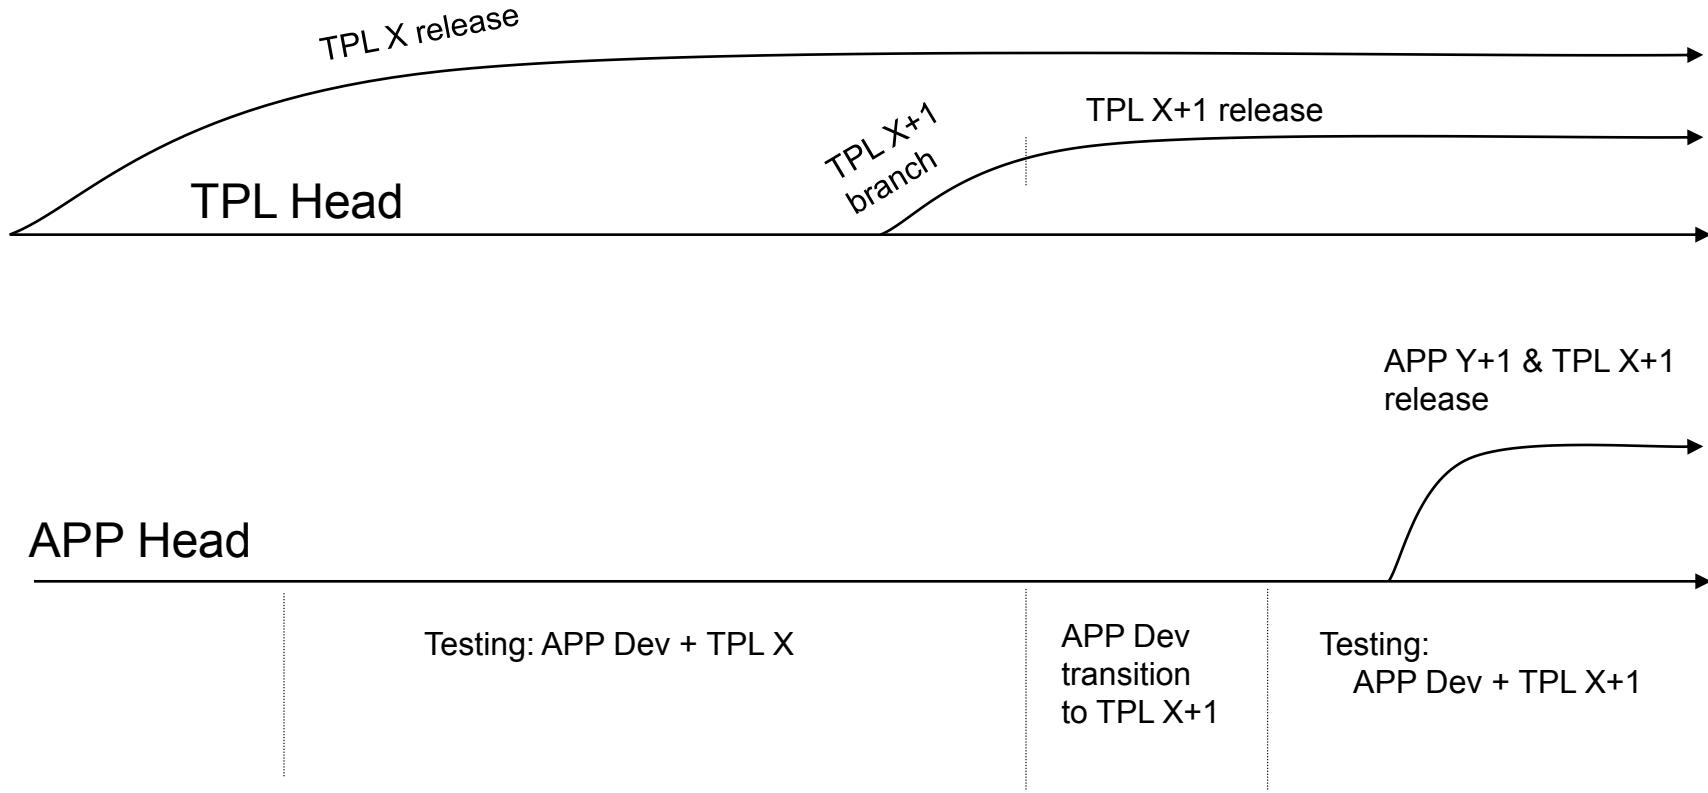 TPL X release
TPL X+1
branch
TPL X+1 release
TPL Head
APP Y+1 & TPL X+1
release
APP Head
Testing: APP Dev + TPL X
APP Dev
transition
to TPL X+1
Testing:
APP Dev + TPL X+1